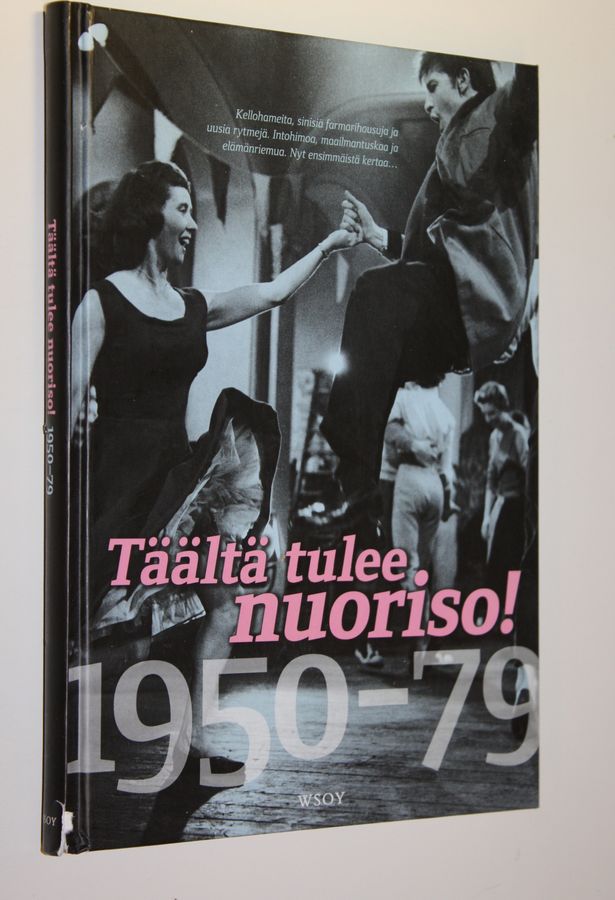 Kellohameita, sinisiä farmarihousuja ja
uusia rytmejä. Intohimoa, maailmantuskaa ja
elämänriemua. Nyt ensimmäistä kertaa...
Täältä tulee
nuoriso!
1950–79
WSOY
Täältä tulee nuoriso! 1950–79
WSOY